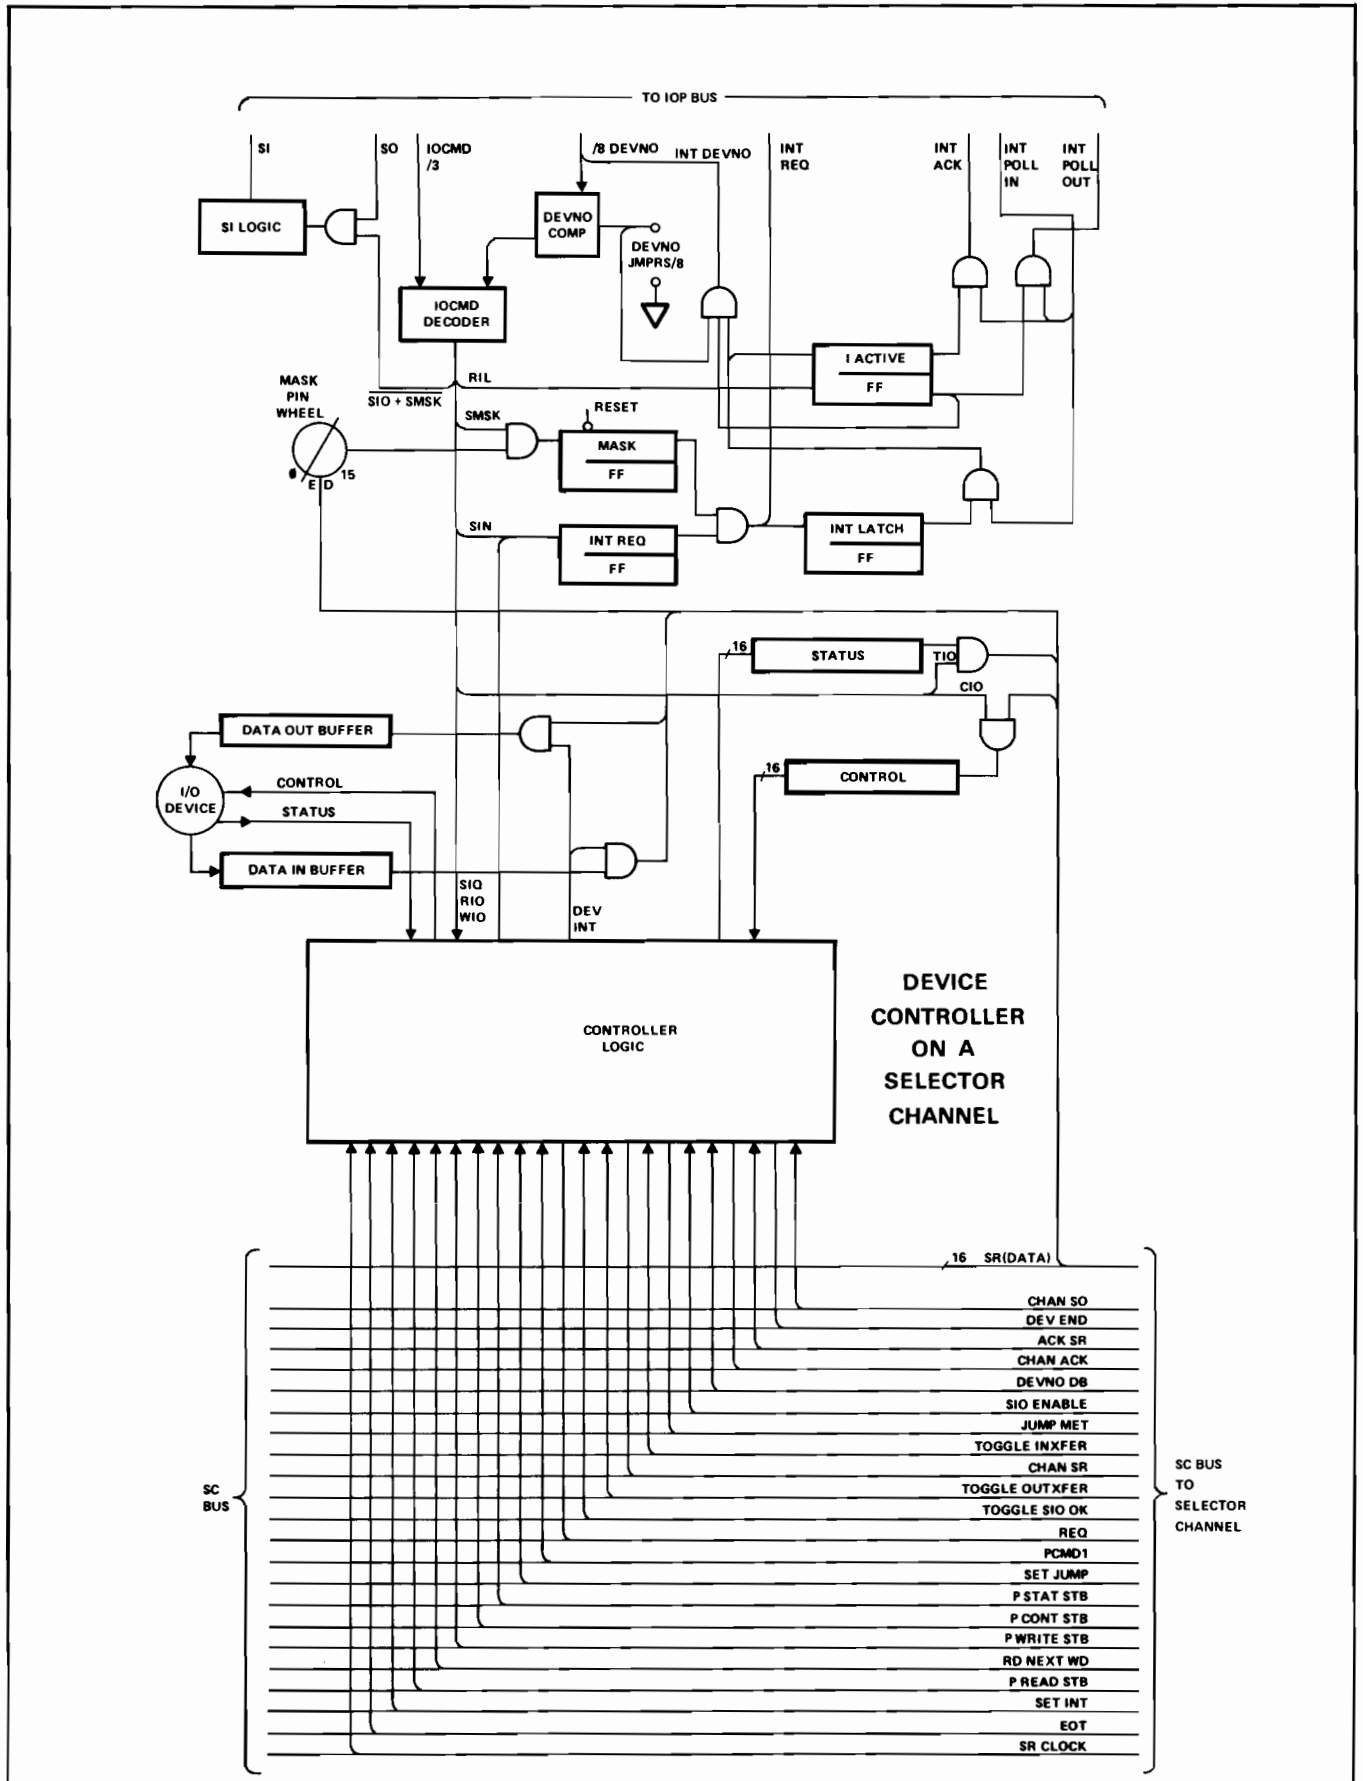 TO IOP BUS
SI
SO
IOCMD
/3
/8 DEVNO
INT DEVNO
INT
REQ
INT
ACK
INT
POLL
IN
INT
POLL
OUT
SI LOGIC
DEVNO
COMP
DEVNO
JMPRS/8
IOCMD
DECODER
I ACTIVE
FF
RIL
SIO + SMSK
MASK
PIN
WHEEL
SMSK
RESET
MASK
FF
15
E D
SIN
INT REQ
FF
INT LATCH
FF
16
STATUS
TIO
CIO
DATA OUT BUFFER
16
CONTROL
I/O
DEVICE
CONTROL
STATUS
DATA IN BUFFER
SIO
RIO
WIO
DEV
INT
CONTROLLER
LOGIC
DEVICE
CONTROLLER
ON A
SELECTOR
CHANNEL
16 SR(DATA)
CHAN SO
DEV END
ACK SR
CHAN ACK
DEVNO DB
SIO ENABLE
JUMP MET
TOGGLE INXFER
CHAN SR
TOGGLE OUTXFER
TOGGLE SIO OK
REQ
PCMD1
SET JUMP
P STAT STB
P CONT STB
P WRITE STB
RD NEXT WD
P READ STB
SET INT
EOT
SR CLOCK
SC
BUS
SC BUS
TO
SELECTOR
CHANNEL